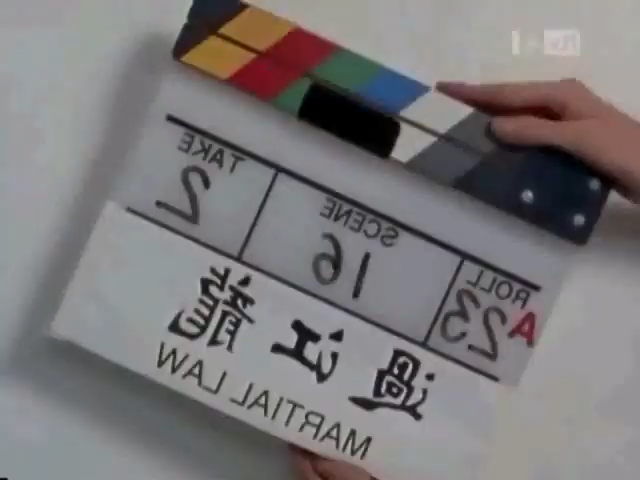 ROLL SCENE TAKE
A23 16 2
過江龍
MARTIAL LAW